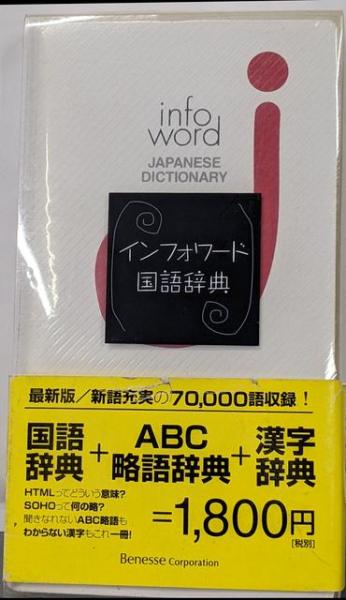 info
word
JAPANESE
DICTIONARY
インフォワード
国語辞典
最新版/新語充実の70,000語収録!
国語辞典+ABC略語辞典+漢字辞典
HTMLってどういう意味?
SOHOって何の略?
聞きなれないABC略語も
わからない漢字もこれ一冊!
=1,800円
[税別]
Benesse Corporation